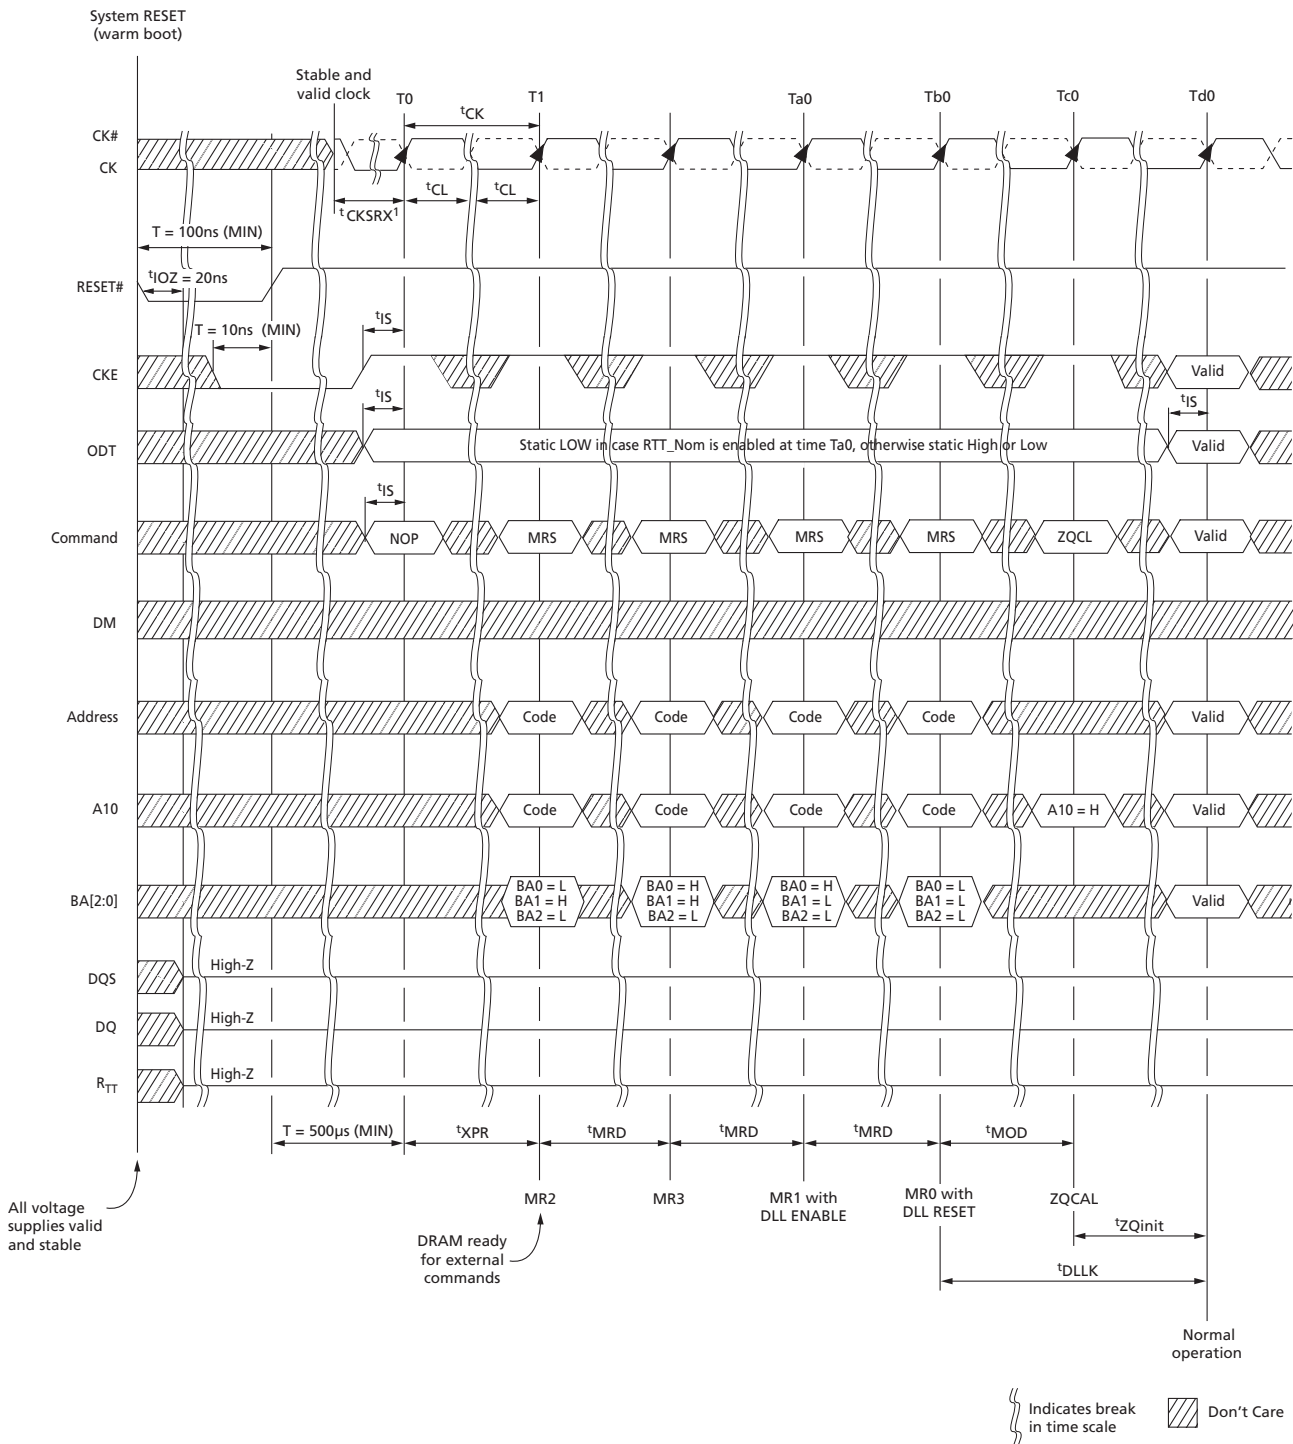 System RESET
(warm boot)
Stable and
valid clock
T0
T1
Ta0
Tb0
Tc0
Td0
tCK
CK#
CK
tCL
tCL
tCKSRX1
T = 100ns (MIN)
tIOZ = 20ns
RESET#
T = 10ns (MIN)
tIS
CKE
Valid
tIS
tIS
ODT
Static LOW in case RTT_Nom is enabled at time Ta0, otherwise static High or Low
Valid
tIS
Command
NOP
MRS
MRS
MRS
MRS
ZQCL
Valid
DM
Address
Code
Code
Code
Code
Valid
A10
Code
Code
Code
Code
A10 = H
Valid
BA[2:0]
BA0 = L
BA1 = H
BA2 = L
BA0 = H
BA1 = H
BA2 = L
BA0 = H
BA1 = L
BA2 = L
BA0 = L
BA1 = L
BA2 = L
Valid
DQS
High-Z
DQ
High-Z
RTT
High-Z
T = 500µs (MIN)
tXPR
tMRD
tMRD
tMRD
tMOD
All voltage
supplies valid
and stable
MR2
MR3
MR1 with
DLL ENABLE
MR0 with
DLL RESET
ZQCAL
DRAM ready
for external
commands
tZQinit
tDLLK
Normal
operation
Indicates break
in time scale
Don't Care